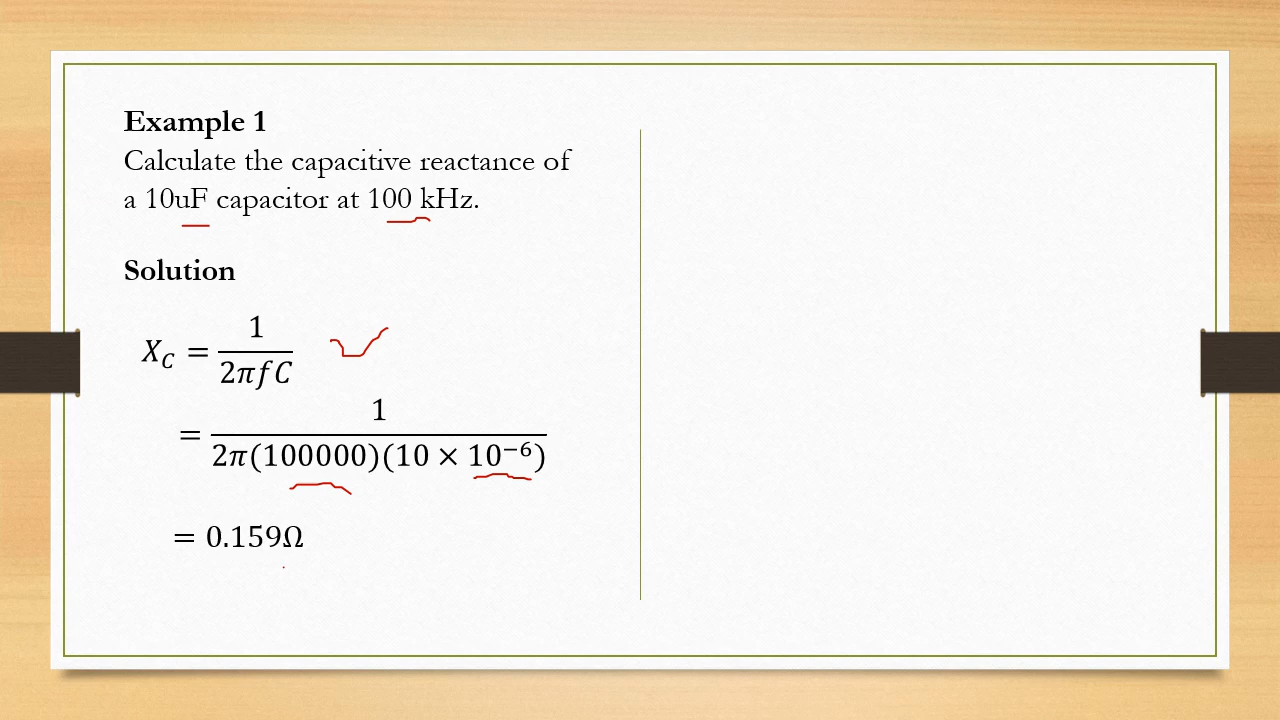 Example 1
Calculate the capacitive reactance of
a 10uF capacitor at 100 kHz.
Solution
X_C = 1/(2πfC)
= 1/(2π(100000)(10 × 10⁻⁶))
= 0.159Ω